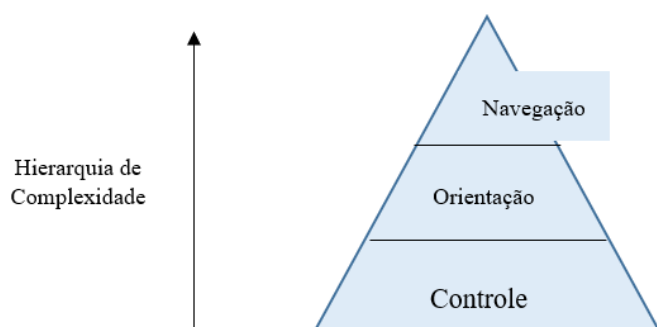 Navegação
Hierarquia de
Complexidade
Orientação
Controle